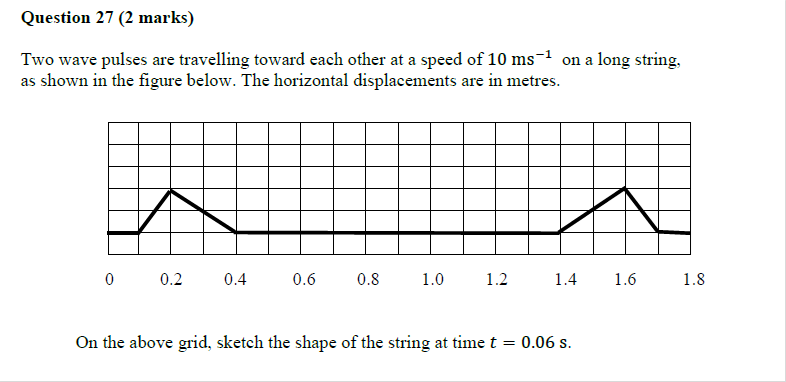 Question 27 (2 marks)
Two wave pulses are travelling toward each other at a speed of 10 ms⁻¹ on a long string,
as shown in the figure below. The horizontal displacements are in metres.
0 0.2 0.4 0.6 0.8 1.0 1.2 1.4 1.6 1.8
On the above grid, sketch the shape of the string at time t = 0.06 s.